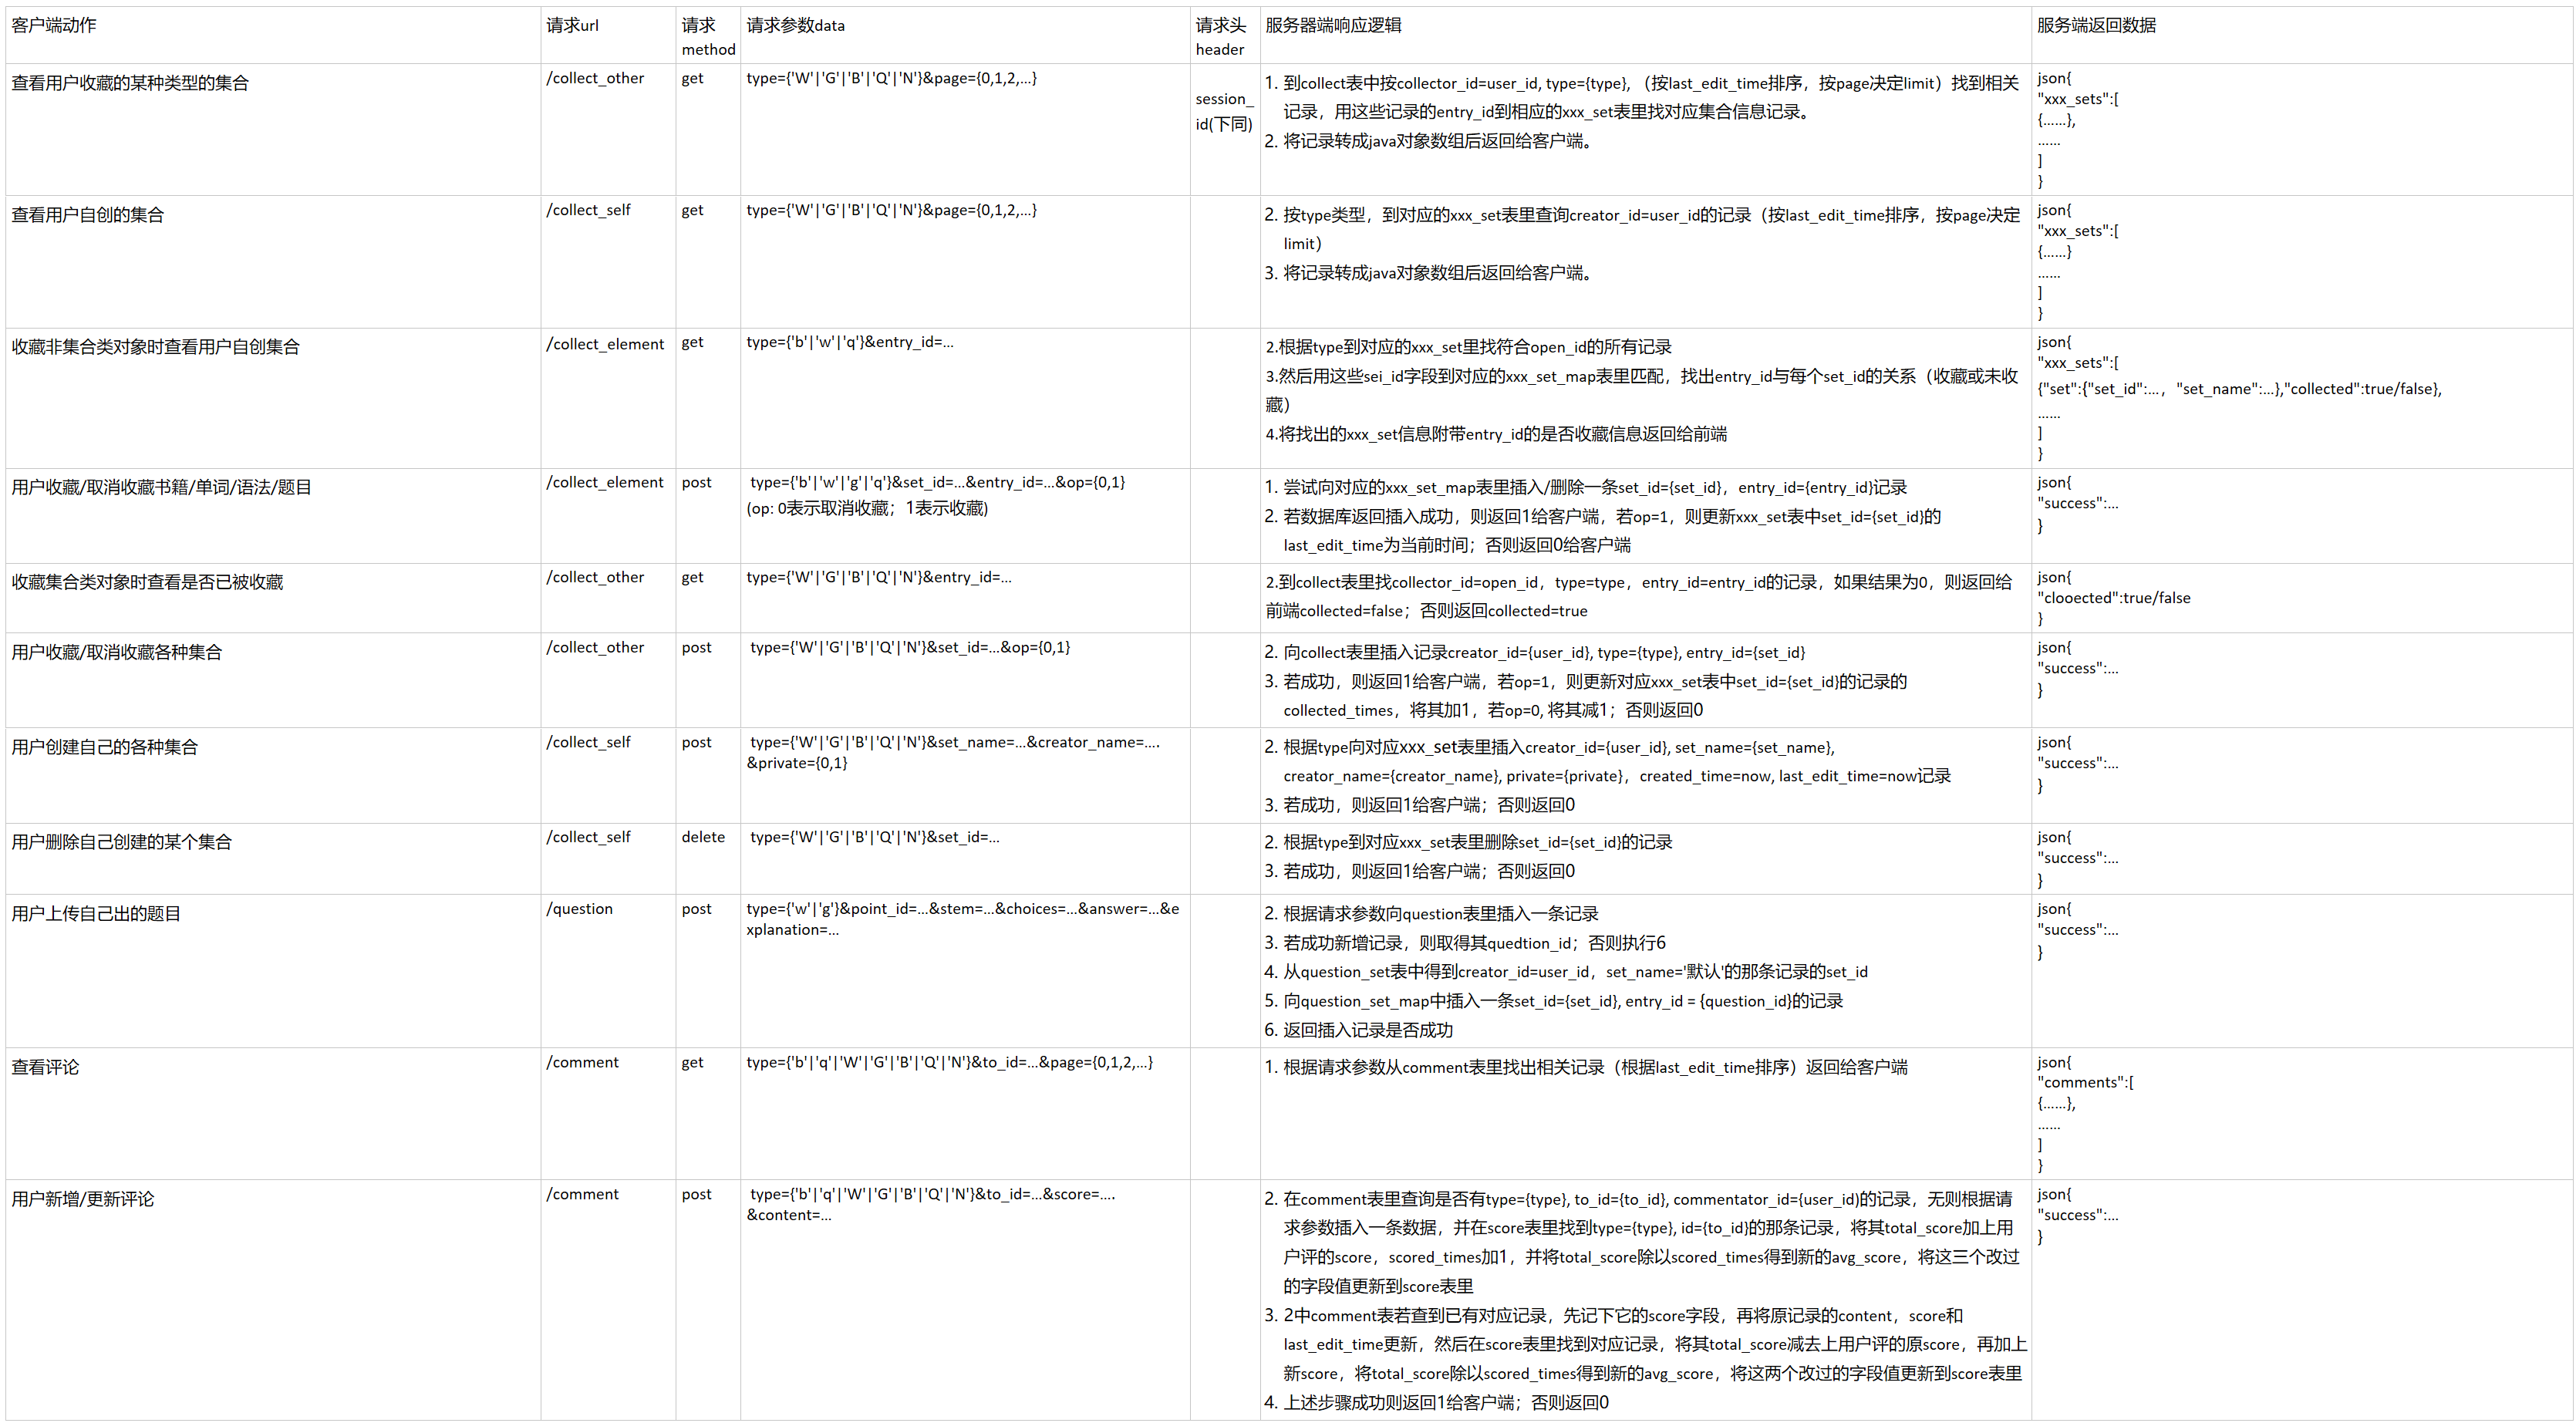 客户端动作
请求url
请求
method
请求参数data
请求头
header
服务器端响应逻辑
服务端返回数据
查看用户收藏的某种类型的集合
/collect_other
get
type={'W'|'G'|'B'|'Q'|'N'}&page={0,1,2,...}
session_
id(下同)
1. 到collect表中按collector_id=user_id, type={type}, （按last_edit_time排序，按page决定limit）找到相关
记录，用这些记录的entry_id到相应的xxx_set表里找对应集合信息记录。
2. 将记录转成java对象数组后返回给客户端。
json{
"xxx_sets":[
{......},
......
]
}
查看用户自创的集合
/collect_self
get
type={'W'|'G'|'B'|'Q'|'N'}&page={0,1,2,...}
2. 按type类型，到对应的xxx_set表里查询creator_id=user_id的记录（按last_edit_time排序，按page决定
limit）
3. 将记录转成java对象数组后返回给客户端。
json{
"xxx_sets":[
{......}
......
]
}
收藏非集合类对象时查看用户自创集合
/collect_element
get
type={'b'|'w'|'q'}&entry_id=...
2.根据type到对应的xxx_set里找符合open_id的所有记录
3.然后用这些sei_id字段到对应的xxx_set_map表里匹配，找出entry_id与每个set_id的关系（收藏或未收
藏）
4.将找出的xxx_set信息附带entry_id的是否收藏信息返回给前端
json{
"xxx_sets":[
{"set":{"set_id":...，"set_name":...},"collected":true/false},
......
]
}
用户收藏/取消收藏书籍/单词/语法/题目
/collect_element
post
type={'b'|'w'|'g'|'q'}&set_id=...&entry_id=...&op={0,1}
(op: 0表示取消收藏；1表示收藏)
1. 尝试向对应的xxx_set_map表里插入/删除一条set_id={set_id}，entry_id={entry_id}记录
2. 若数据库返回插入成功，则返回1给客户端，若op=1，则更新xxx_set表中set_id={set_id}的
last_edit_time为当前时间；否则返回0给客户端
json{
"success":...
}
收藏集合类对象时查看是否已被收藏
/collect_other
get
type={'W'|'G'|'B'|'Q'|'N'}&entry_id=...
2.到collect表里找collector_id=open_id，type=type，entry_id=entry_id的记录，如果结果为0，则返回给
前端collected=false；否则返回collected=true
json{
"clooected":true/false
}
用户收藏/取消收藏各种集合
/collect_other
post
type={'W'|'G'|'B'|'Q'|'N'}&set_id=...&op={0,1}
2. 向collect表里插入记录creator_id={user_id}, type={type}, entry_id={set_id}
3. 若成功，则返回1给客户端，若op=1，则更新对应xxx_set表中set_id={set_id}的记录的
collected_times，将其加1，若op=0, 将其减1；否则返回0
json{
"success":...
}
用户创建自己的各种集合
/collect_self
post
type={'W'|'G'|'B'|'Q'|'N'}&set_name=...&creator_name=....
&private={0,1}
2. 根据type向对应xxx_set表里插入creator_id={user_id}, set_name={set_name},
creator_name={creator_name}, private={private}，created_time=now, last_edit_time=now记录
3. 若成功，则返回1给客户端；否则返回0
json{
"success":...
}
用户删除自己创建的某个集合
/collect_self
delete
type={'W'|'G'|'B'|'Q'|'N'}&set_id=...
2. 根据type到对应xxx_set表里删除set_id={set_id}的记录
3. 若成功，则返回1给客户端；否则返回0
json{
"success":...
}
用户上传自己出的题目
/question
post
type={'w'|'g'}&point_id=...&stem=...&choices=...&answer=...&e
xplanation=...
2. 根据请求参数向question表里插入一条记录
3. 若成功新增记录，则取得其quedtion_id；否则执行6
4. 从question_set表中得到creator_id=user_id，set_name='默认'的那条记录的set_id
5. 向question_set_map中插入一条set_id={set_id}, entry_id = {question_id}的记录
6. 返回插入记录是否成功
json{
"success":...
}
查看评论
/comment
get
type={'b'|'q'|'W'|'G'|'B'|'Q'|'N'}&to_id=...&page={0,1,2,...}
1. 根据请求参数从comment表里找出相关记录（根据last_edit_time排序）返回给客户端
json{
"comments":[
{......},
......
]
}
用户新增/更新评论
/comment
post
type={'b'|'q'|'W'|'G'|'B'|'Q'|'N'}&to_id=...&score=....
&content=...
2. 在comment表里查询是否有type={type}, to_id={to_id}, commentator_id={user_id)的记录，无则根据请
求参数插入一条数据，并在score表里找到type={type}, id={to_id}的那条记录，将其total_score加上用
户评的score，scored_times加1，并将total_score除以scored_times得到新的avg_score，将这三个改过
的字段值更新到score表里
3. 2中comment表若查到已有对应记录，先记下它的score字段，再将原记录的content，score和
last_edit_time更新，然后在score表里找到对应记录，将其total_score减去上用户评的原score，再加上
新score，将total_score除以scored_times得到新的avg_score，将这两个改过的字段值更新到score表里
4. 上述步骤成功则返回1给客户端；否则返回0
json{
"success":...
}